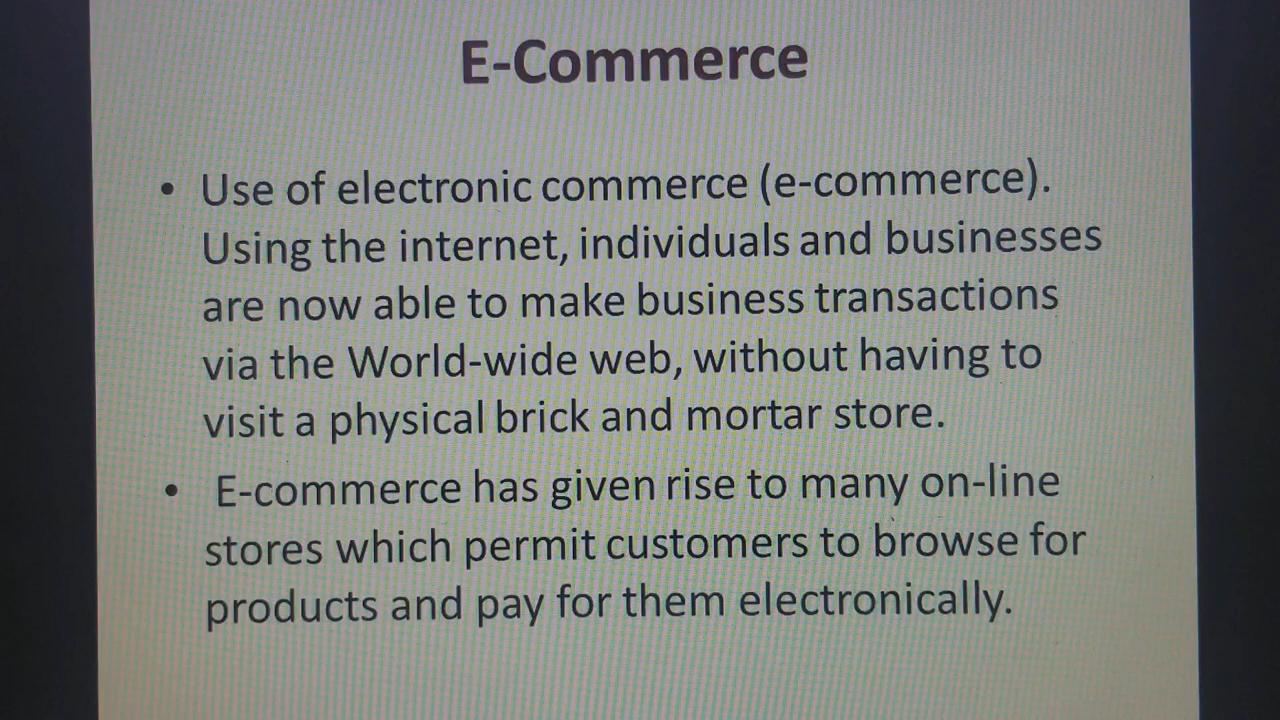 E-Commerce
• Use of electronic commerce (e-commerce).
Using the internet, individuals and businesses
are now able to make business transactions
via the World-wide web, without having to
visit a physical brick and mortar store.
• E-commerce has given rise to many on-line
stores which permit customers to browse for
products and pay for them electronically.